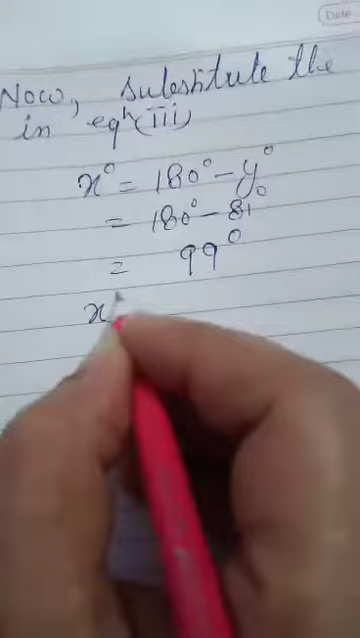 Date
Now, substitute the
in eqⁿ(iii)
x° = 180° - y°
= 180° - 81°
= 99°
x